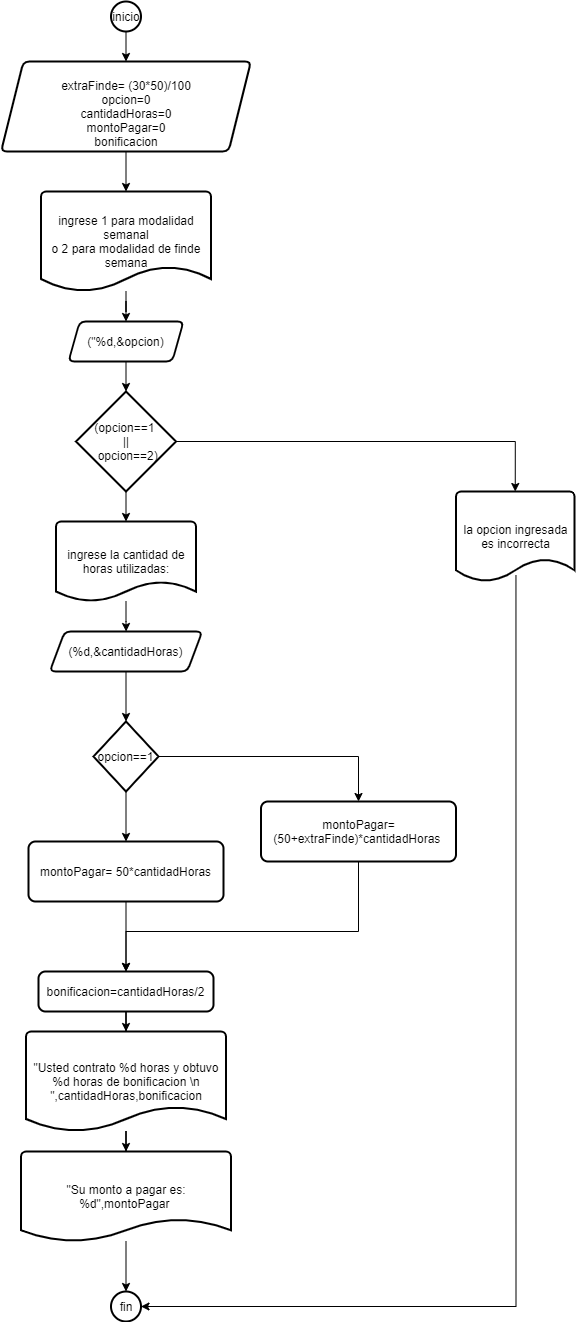 inicio
extraFinde= (30*50)/100
opcion=0
cantidadHoras=0
montoPagar=0
bonificacion
ingrese 1 para modalidad
semanal
o 2 para modalidad de finde
semana
("%d,&opcion)
(opcion==1
||
opcion==2)
la opcion ingresada
es incorrecta
ingrese la cantidad de
horas utilizadas:
(%d,&cantidadHoras)
opcion==1
montoPagar=
(50+extraFinde)*cantidadHoras
montoPagar= 50*cantidadHoras
bonificacion=cantidadHoras/2
"Usted contrato %d horas y obtuvo
%d horas de bonificacion \n
",cantidadHoras,bonificacion
"Su monto a pagar es:
%d",montoPagar
fin